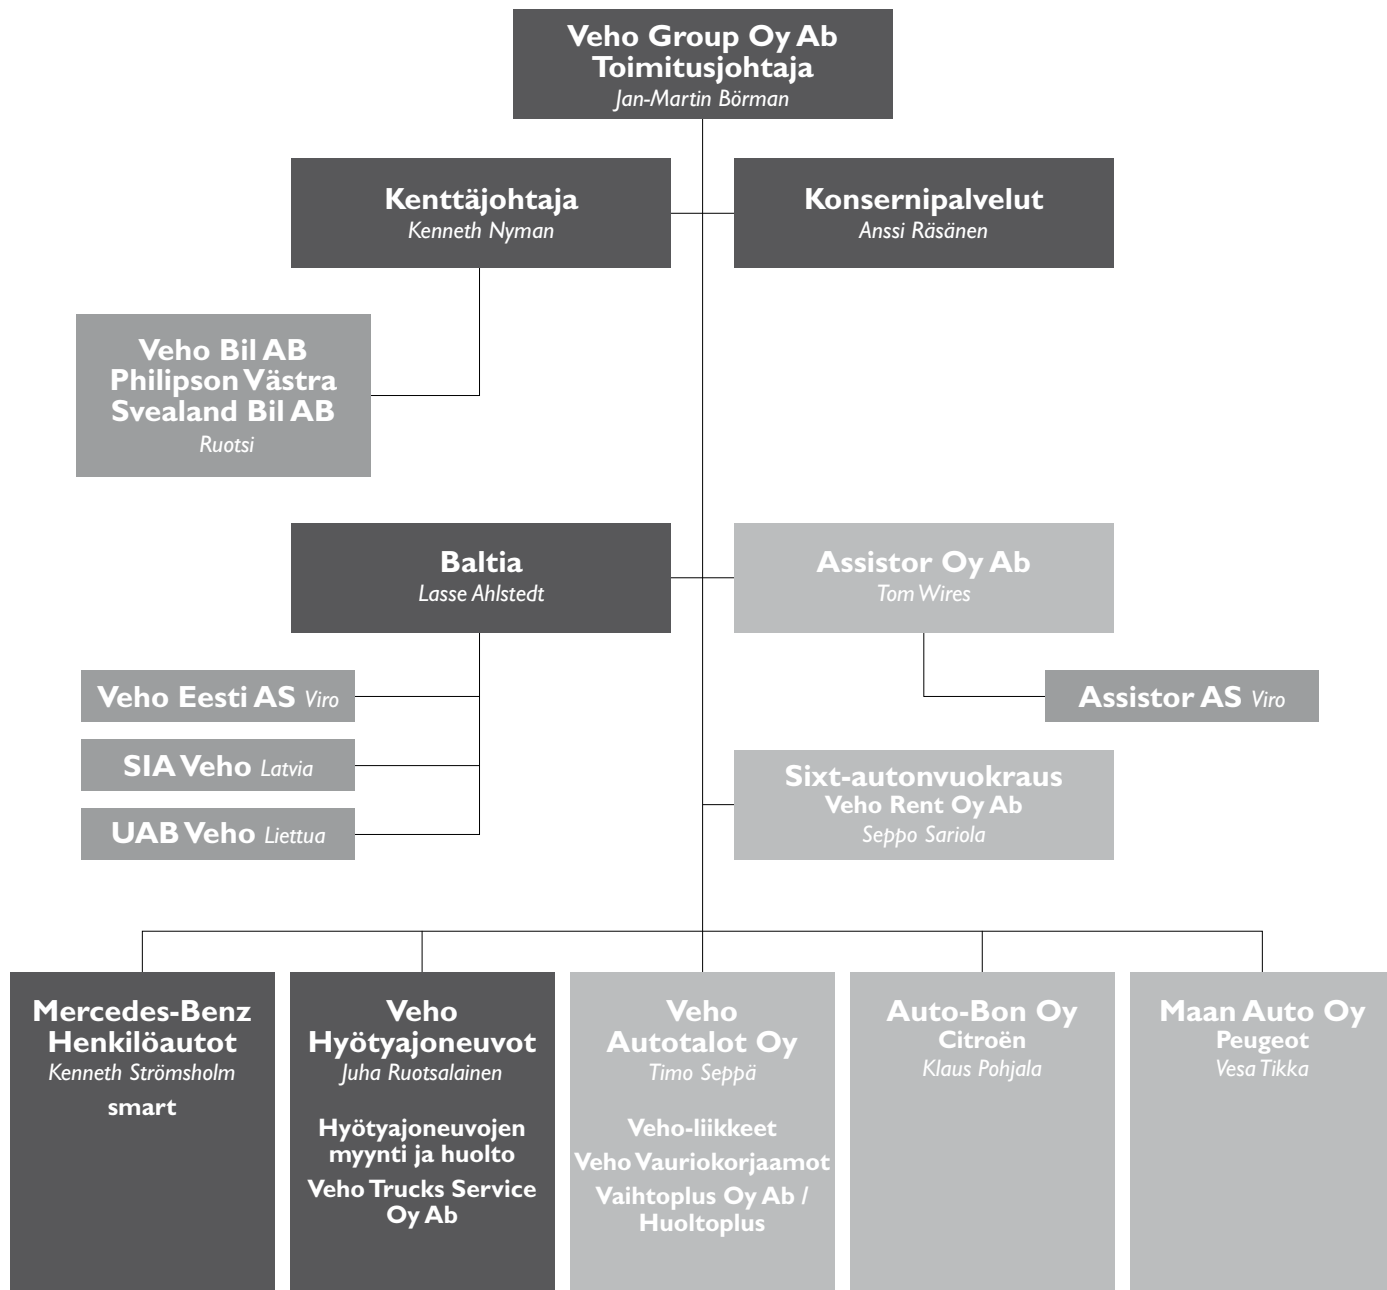 Veho Group Oy Ab
Toimitusjohtaja
Jan-Martin Börman
Kenttäjohtaja
Kenneth Nyman
Konsernipalvelut
Anssi Räsänen
Veho Bil AB
Philipson Västra
Svealand Bil AB
Ruotsi
Baltia
Lasse Ahlstedt
Assistor Oy Ab
Tom Wires
Veho Eesti AS Viro
SIA Veho Latvia
UAB Veho Liettua
Assistor AS Viro
Sixt-autonvuokraus
Veho Rent Oy Ab
Seppo Sariola
Mercedes-Benz
Henkilöautot
Kenneth Strömsholm
smart
Veho
Hyötyajoneuvot
Juha Ruotsalainen
Hyötyajoneuvojen
myynti ja huolto
Veho Trucks Service
Oy Ab
Veho
Autotalot Oy
Timo Seppä
Veho-liikkeet
Veho Vauriokorjaamot
Vaihtoplus Oy Ab /
Huoltoplus
Auto-Bon Oy
Citroën
Klaus Pohjala
Maan Auto Oy
Peugeot
Vesa Tikka